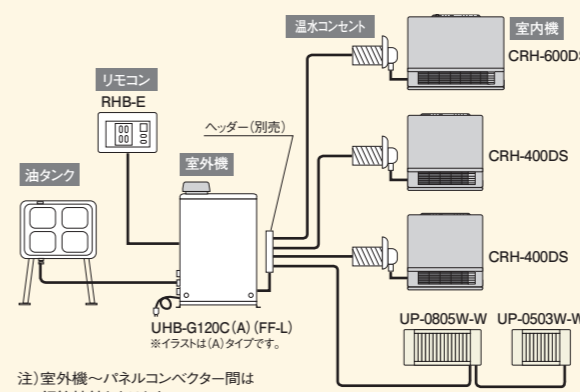 温水コンセント
室内機
CRH-600DS
リモコン
RHB-E
ヘッダー(別売)
油タンク
室外機
CRH-400DS
CRH-400DS
UHB-G120C(A)(FF-L)
※イラストは(A)タイプです。
UP-0805W-W
UP-0503W-W
注)室外機~パネルコンベクター間は